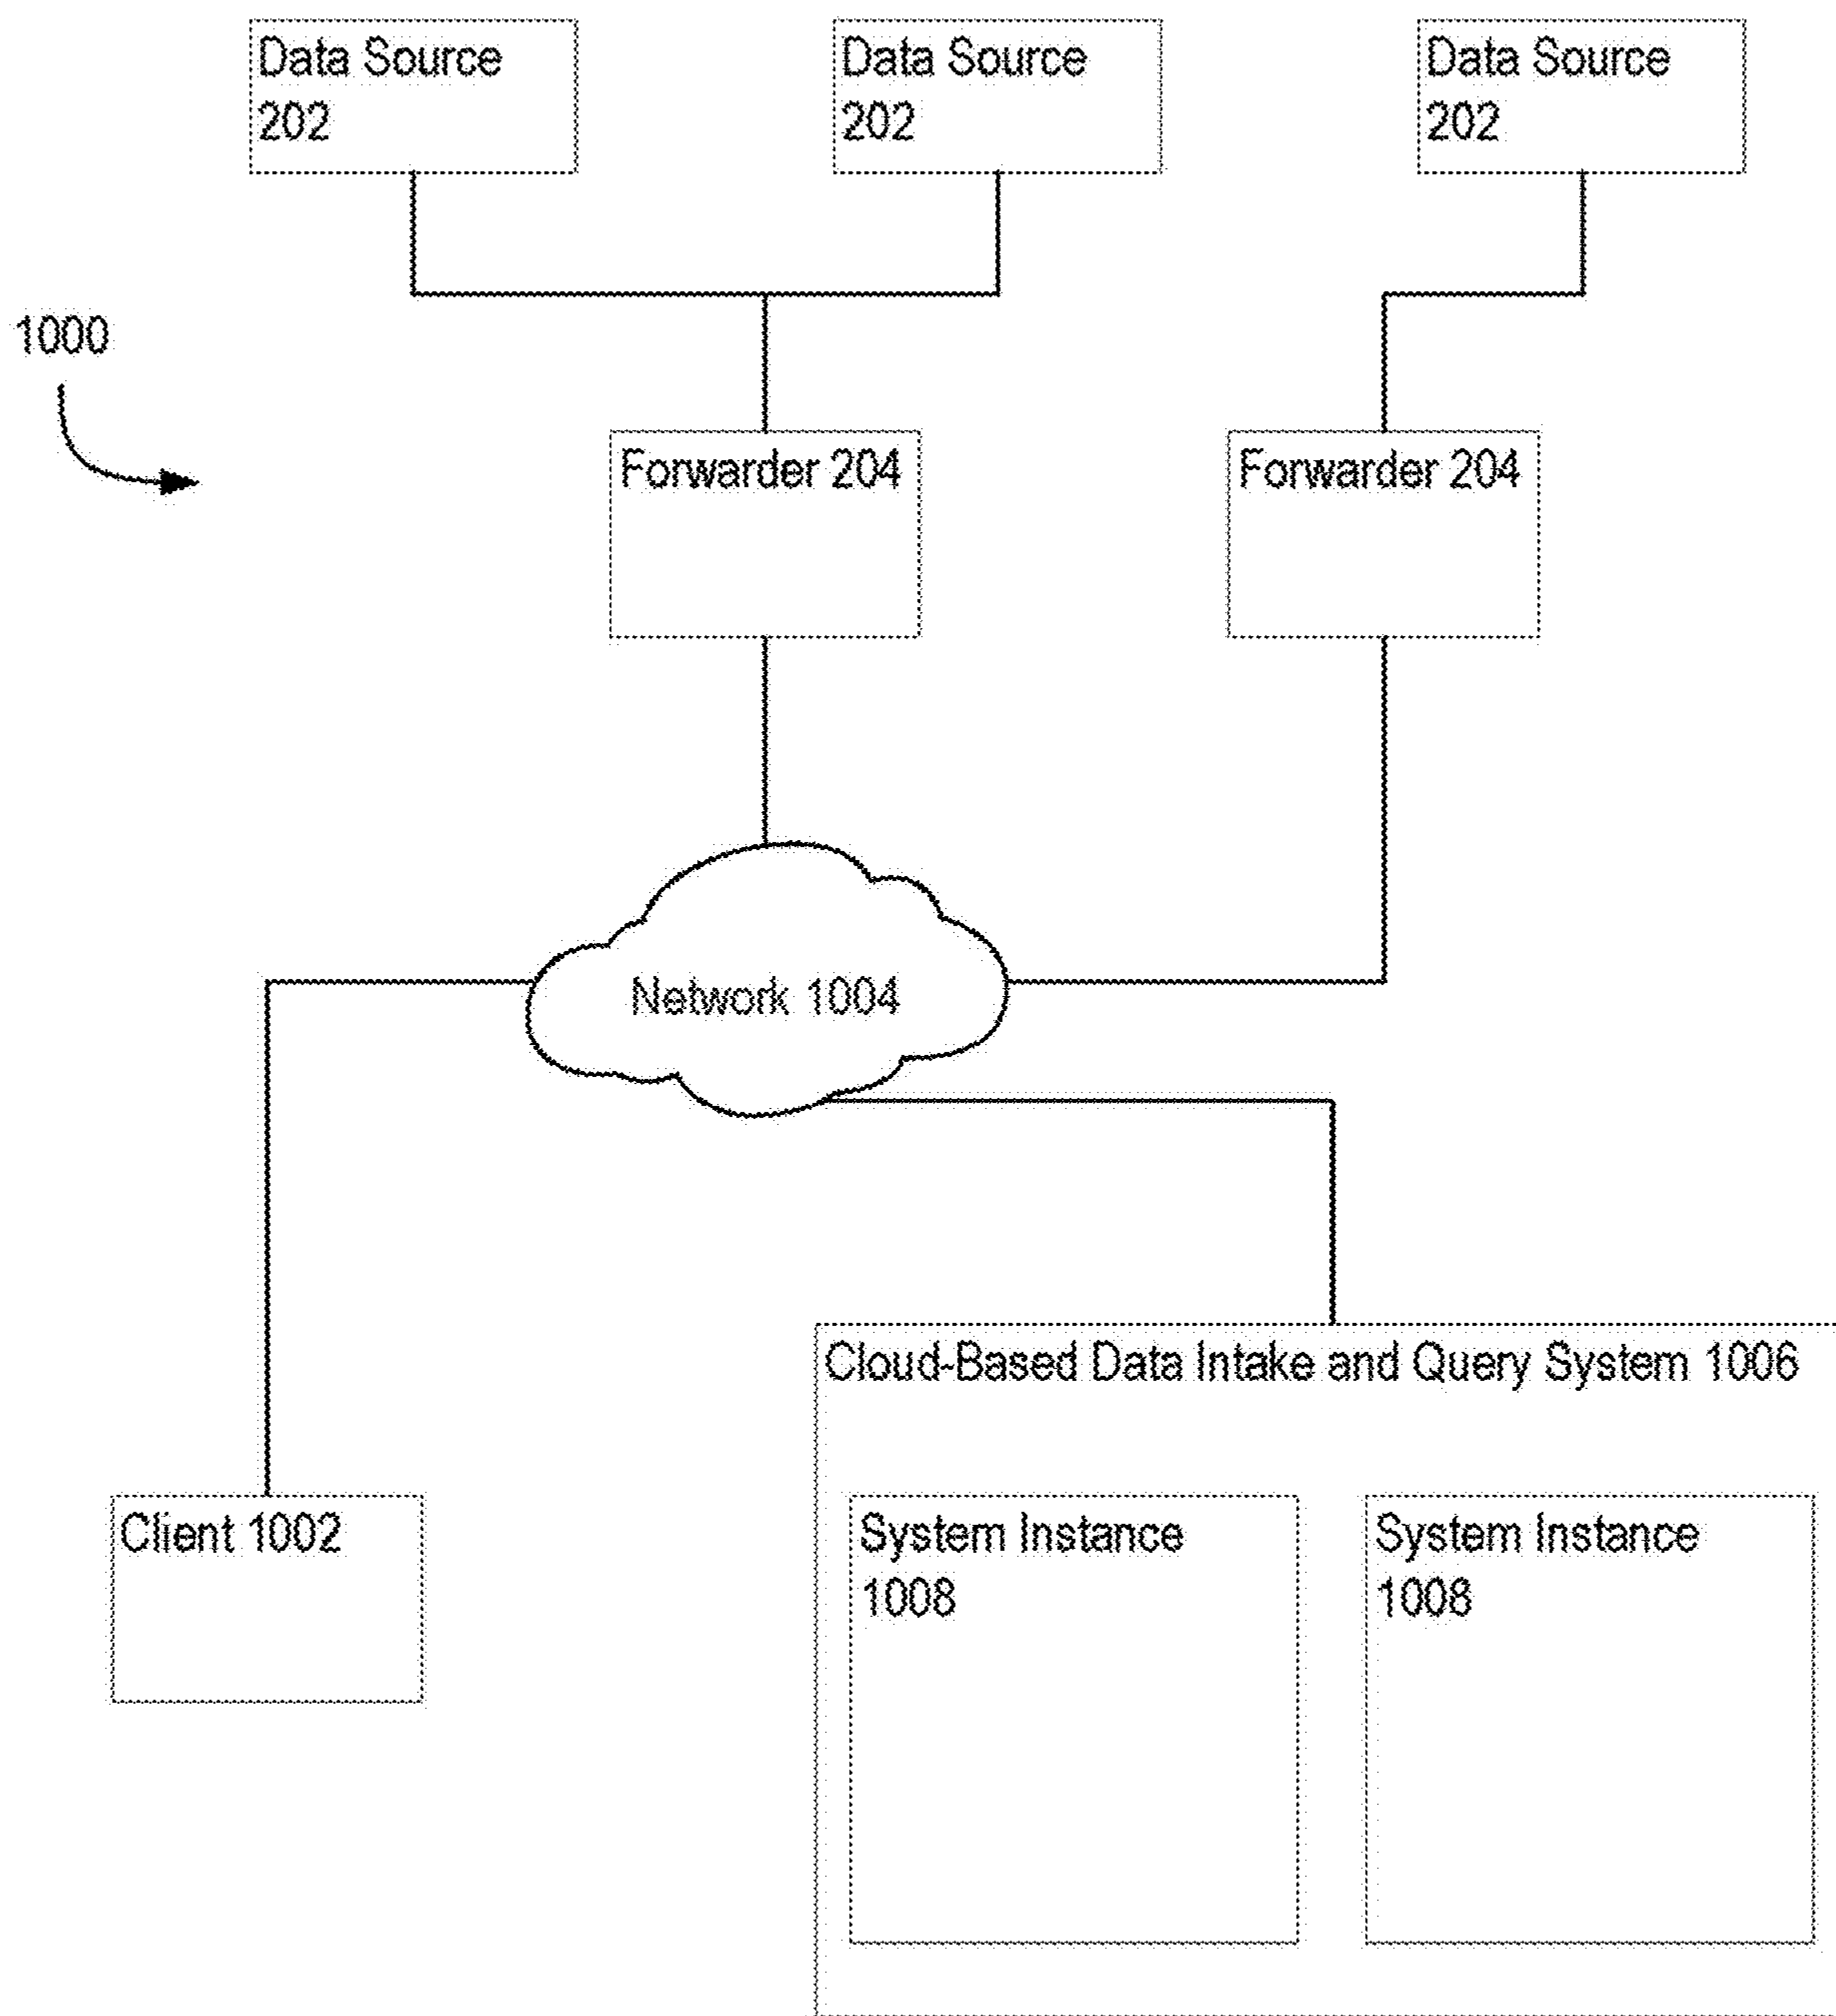 Data Source
202
Data Source
202
Data Source
202
1000
Forwarder 204
Forwarder 204
Network 1004
Cloud-Based Data Intake and Query System 1006
Client 1002
System Instance
1008
System Instance
1008